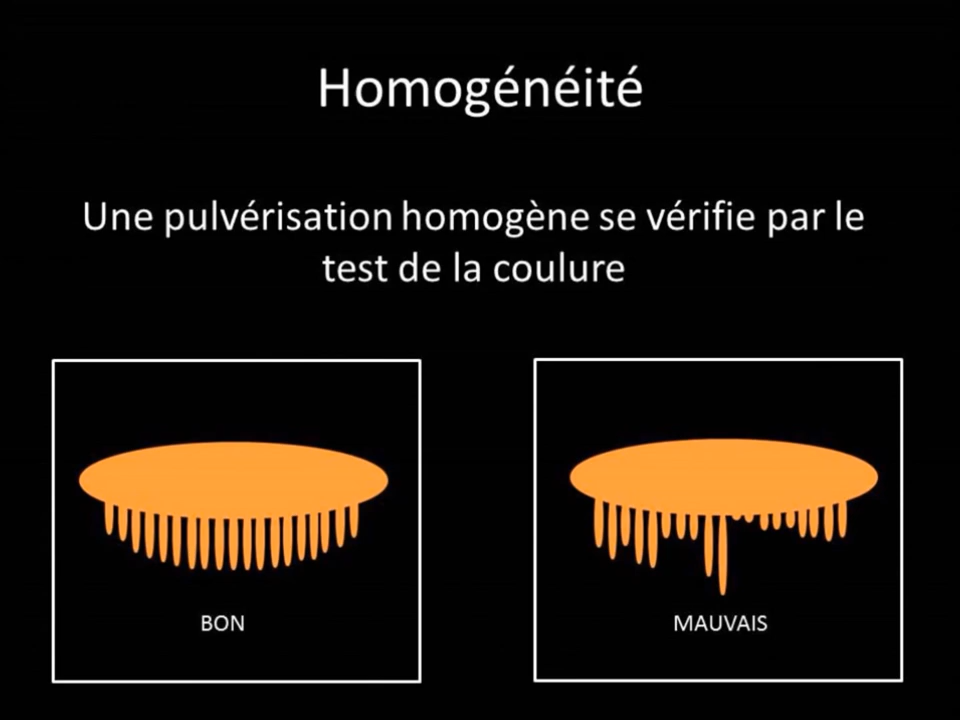 Homogénéité
Une pulvérisation homogène se vérifie par le
test de la coulure
BON
MAUVAIS